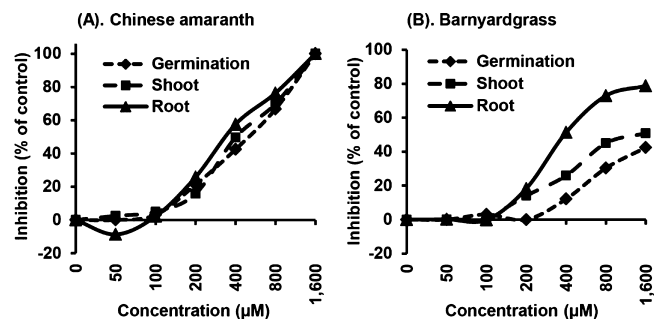 (A). Chinese amaranth
Inhibition (% of control)
100
80
60
40
20
0
-20
Germination
Shoot
Root
0
50
100
200
400
800
1,600
Concentration (µM)
(B). Barnyardgrass
Inhibition (% of control)
100
80
60
40
20
0
-20
Germination
Shoot
Root
0
50
100
200
400
800
1,600
Concentration (µM)